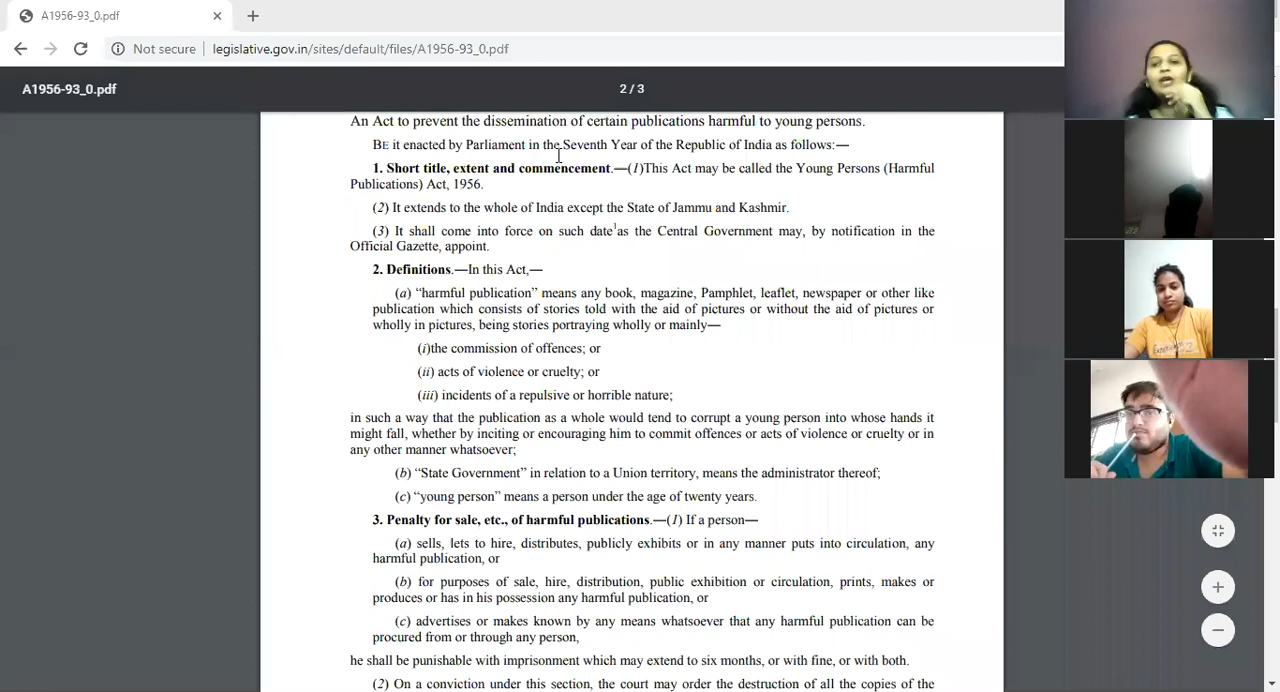 A1956-93_0.pdf
Not secure
legislative.gov.in/sites/default/files/A1956-93_0.pdf
A1956-93_0.pdf
2 / 3
An Act to prevent the dissemination of certain publications harmful to young persons.
BE it enacted by Parliament in the Seventh Year of the Republic of India as follows:—
1. Short title, extent and commencement.—(1)This Act may be called the Young Persons (Harmful
Publications) Act, 1956.
(2) It extends to the whole of India except the State of Jammu and Kashmir.
(3) It shall come into force on such date1as the Central Government may, by notification in the
Official Gazette, appoint.
2. Definitions.—In this Act,—
(a) “harmful publication” means any book, magazine, Pamphlet, leaflet, newspaper or other like
publication which consists of stories told with the aid of pictures or without the aid of pictures or
wholly in pictures, being stories portraying wholly or mainly—
(i)the commission of offences; or
(ii) acts of violence or cruelty; or
(iii) incidents of a repulsive or horrible nature;
in such a way that the publication as a whole would tend to corrupt a young person into whose hands it
might fall, whether by inciting or encouraging him to commit offences or acts of violence or cruelty or in
any other manner whatsoever;
(b) “State Government” in relation to a Union territory, means the administrator thereof;
(c) “young person” means a person under the age of twenty years.
3. Penalty for sale, etc., of harmful publications.—(1) If a person—
(a) sells, lets to hire, distributes, publicly exhibits or in any manner puts into circulation, any
harmful publication, or
(b) for purposes of sale, hire, distribution, public exhibition or circulation, prints, makes or
produces or has in his possession any harmful publication, or
(c) advertises or makes known by any means whatsoever that any harmful publication can be
procured from or through any person,
he shall be punishable with imprisonment which may extend to six months, or with fine, or with both.
(2) On a conviction under this section, the court may order the destruction of all the copies of the